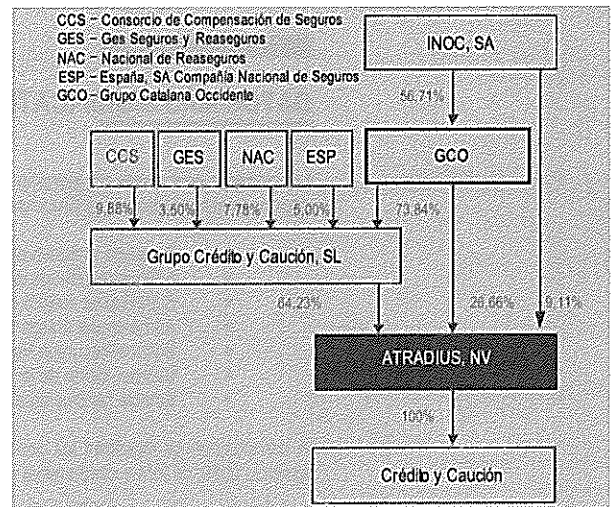 CCS – Consorcio de Compensación de Seguros
GES – Ges Seguros y Reaseguros
NAC – Nacional de Reaseguros
ESP – España, SA Compañía Nacional de Seguros
GCO – Grupo Catalana Occidente
INOC, SA
56,71%
CCS GES NAC ESP GCO
9,88% 3,50% 7,78% 5,00% 73,84%
Grupo Crédito y Caución, SL
64,23% 26,66% 9,11%
ATRADIUS, NV
100%
Crédito y Caución